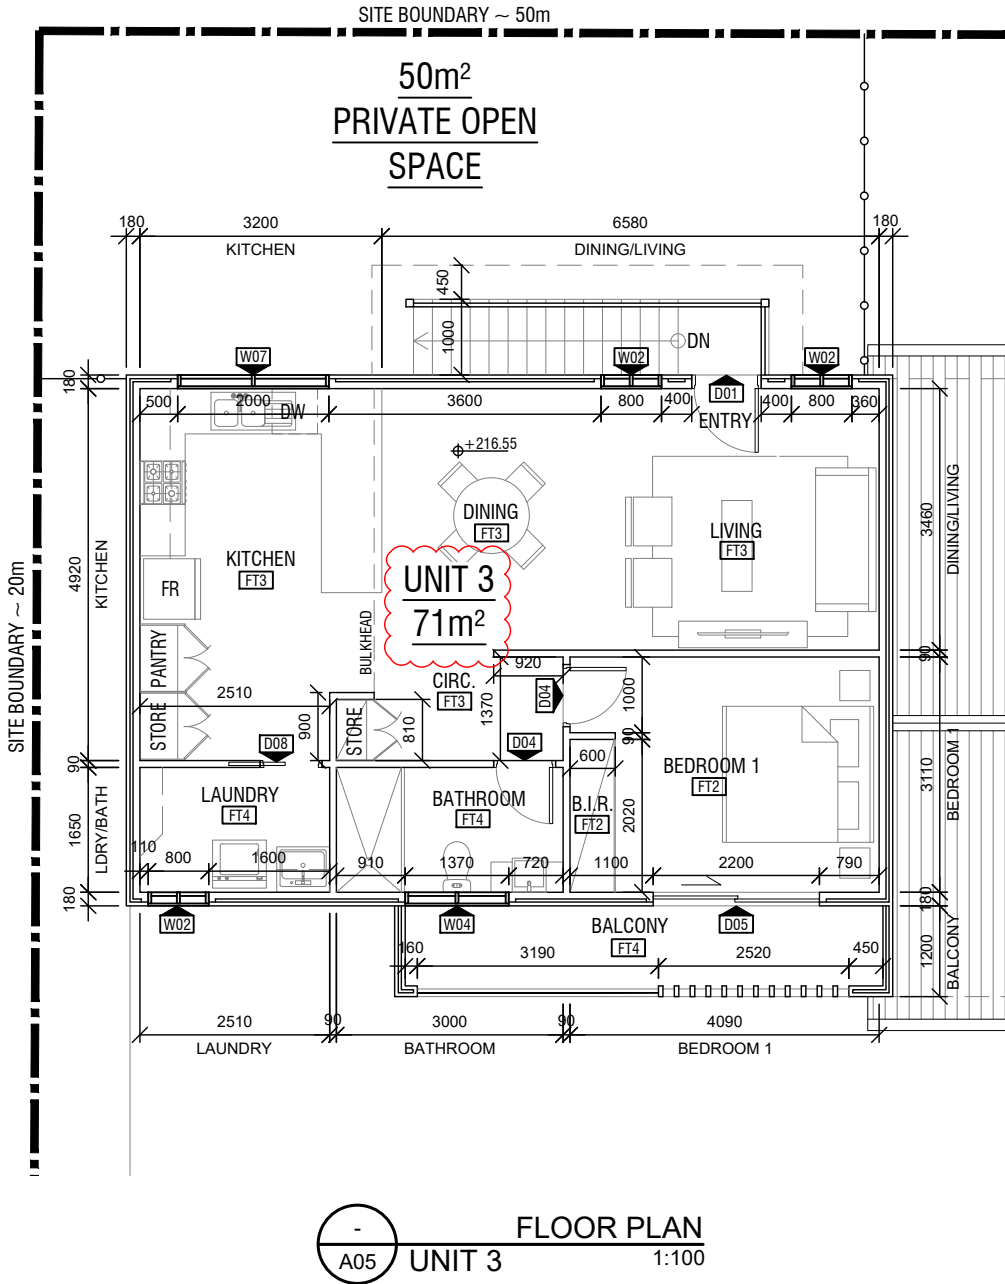 SITE BOUNDARY ~ 50m
50m²
PRIVATE OPEN
SPACE
180
3200
6580
180
KITCHEN
DINING/LIVING
450
1000
DN
W07
W02
W02
D01
180
500
2000
3600
800
400
400
800
360
DW
ENTRY
+216.55
DINING
FT3
LIVING
FT3
3460
DINING/LIVING
KITCHEN
FT3
4920
KITCHEN
FR
UNIT 3
71m²
SITE BOUNDARY ~ 20m
PANTRY
BULKHEAD
920
90
CIRC.
FT3
D04
1000
1370
2510
STORE
900
STORE
810
D08
D04
90
90
600
BEDROOM 1
FT2
3110
BEDROOM 1
LAUNDRY
FT4
BATHROOM
FT4
B.I.R.
FT2
2020
1650
LDRY/BATH
110
800
1600
910
1370
720
1100
2200
790
180
180
W02
W04
BALCONY
FT4
D05
160
3190
2520
450
1200
BALCONY
2510
90
3000
90
4090
LAUNDRY
BATHROOM
BEDROOM 1
-
A05
FLOOR PLAN
UNIT 3
1:100